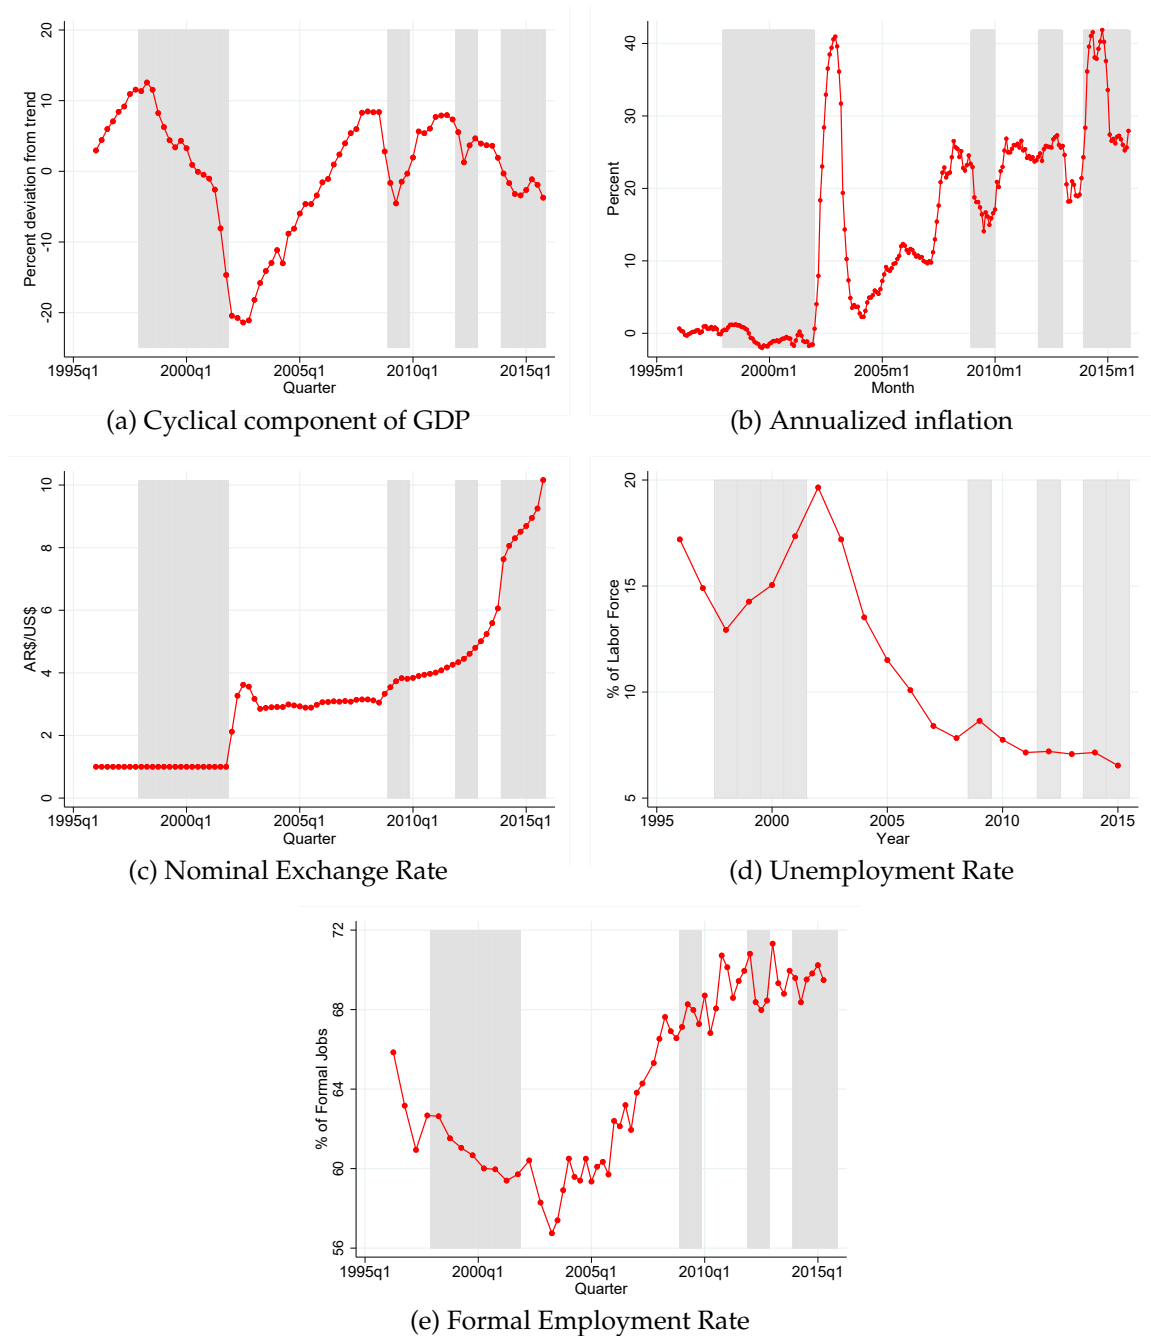 Percent deviation from trend
20
10
0
-10
-20
1995q1 2000q1 2005q1 2010q1 2015q1
Quarter
(a) Cyclical component of GDP
Percent
40
30
20
10
0
1995m1 2000m1 2005m1 2010m1 2015m1
Month
(b) Annualized inflation
AR$/US$
10
8
6
4
2
0
1995q1 2000q1 2005q1 2010q1 2015q1
Quarter
(c) Nominal Exchange Rate
% of Labor Force
20
15
10
5
1995 2000 2005 2010 2015
Year
(d) Unemployment Rate
% of Formal Jobs
72
68
64
60
56
1995q1 2000q1 2005q1 2010q1 2015q1
Quarter
(e) Formal Employment Rate